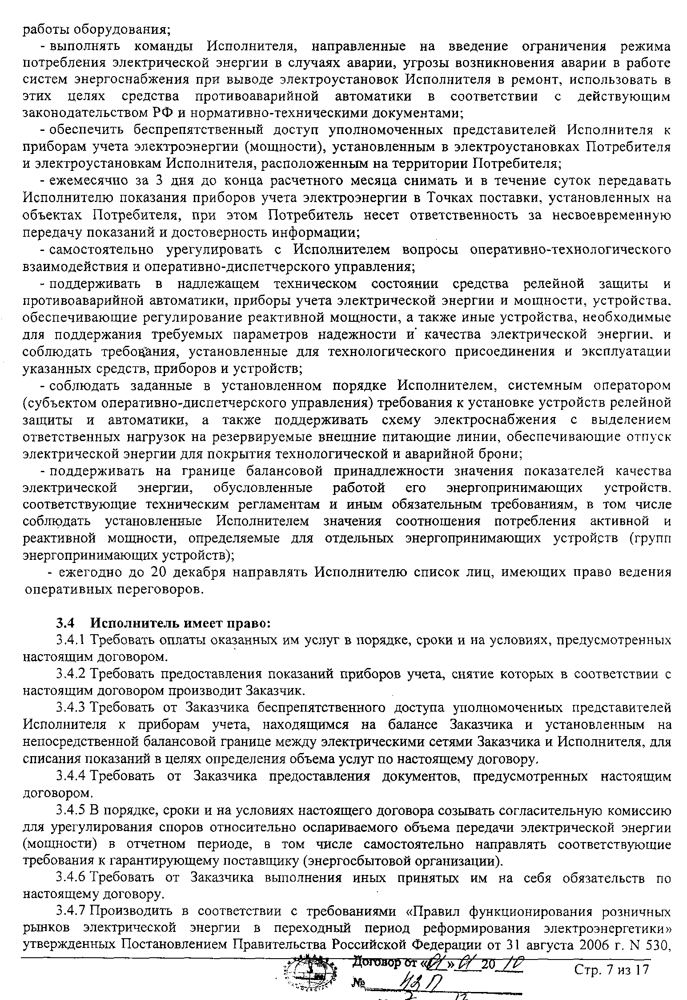 работы оборудования;
- выполнять команды Исполнителя, направленные на введение ограничения режима
потребления электрической энергии в случаях аварии, угрозы возникновения аварии в работе
систем энергоснабжения при выводе электроустановок Исполнителя в ремонт, использовать в
этих целях средства противоаварийной автоматики в соответствии с действующим
законодательством РФ и нормативно-техническими документами;
- обеспечить беспрепятственный доступ уполномоченных представителей Исполнителя к
приборам учета электроэнергии (мощности), установленным в электроустановках Потребителя
и электроустановкам Исполнителя, расположенным на территории Потребителя;
- ежемесячно за 3 дня до конца расчетного месяца снимать и в течение суток передавать
Исполнителю показания приборов учета электроэнергии в Точках поставки, установленных на
объектах Потребителя, при этом Потребитель несет ответственность за несвоевременную
передачу показаний и достоверность информации;
- самостоятельно урегулировать с Исполнителем вопросы оперативно-технологического
взаимодействия и оперативно-диспетчерского управления;
- поддерживать в надлежащем техническом состоянии средства релейной защиты и
противоаварийной автоматики, приборы учета электрической энергии и мощности, устройства.
обеспечивающие регулирование реактивной мощности, а также иные устройства, необходимые
для поддержания требуемых параметров надежности и качества электрической энергии. и
соблюдать требования, установленные для технологического присоединения и эксплуатации
указанных средств, приборов и устройств;
- соблюдать заданные в установленном порядке Исполнителем, системным оператором
(субъектом оперативно-диспетчерского управления) требования к установке устройств релейной
защиты и автоматики, а также поддерживать схему электроснабжения с выделением
ответственных нагрузок на резервируемые внешние питающие линии, обеспечивающие отпуск
электрической энергии для покрытия технологической и аварийной брони;
- поддерживать на границе балансовой принадлежности значения показателей качества
электрической энергии, обусловленные работой его энергопринимающих устройств.
соответствующие техническим регламентам и иным обязательным требованиям, в том числе
соблюдать установленные Исполнителем значения соотношения потребления активной и
реактивной мощности, определяемые для отдельных энергопринимающих устройств (групп
энергопринимающих устройств);
- ежегодно до 20 декабря направлять Исполнителю список лиц, имеющих право ведения
оперативных переговоров.
3.4 Исполнитель имеет право:
3.4.1 Требовать оплаты оказанных им услуг в порядке, сроки и на условиях, предусмотренных
настоящим договором.
3.4.2 Требовать предоставления показаний приборов учета, снятие которых в соответствии с
настоящим договором производит Заказчик.
3.4.3 Требовать от Заказчика беспрепятственного доступа уполномоченных представителей
Исполнителя к приборам учета, находящимся на балансе Заказчика и установленным на
непосредственной балансовой границе между электрическими сетями Заказчика и Исполнителя, для
списания показаний в целях определения объема услуг по настоящему договору.
3.4.4 Требовать от Заказчика предоставления документов, предусмотренных настоящим
договором.
3.4.5 В порядке, сроки и на условиях настоящего договора созывать согласительную комиссию
для урегулирования споров относительно оспариваемого объема передачи электрической энергии
(мощности) в отчетном периоде, в том числе самостоятельно направлять соответствующие
требования к гарантирующему поставщику (энергосбытовой организации).
3.4.6 Требовать от Заказчика выполнения иных принятых им на себя обязательств по
настоящему договору.
3.4.7 Производить в соответствии с требованиями «Правил функционирования розничных
рынков электрической энергии в переходный период реформирования электроэнергетики»
утвержденных Постановлением Правительства Российской Федерации от 31 августа 2006 г. N 530,
Договор от «01» 01 20 10
Стр. 7 из 17
№